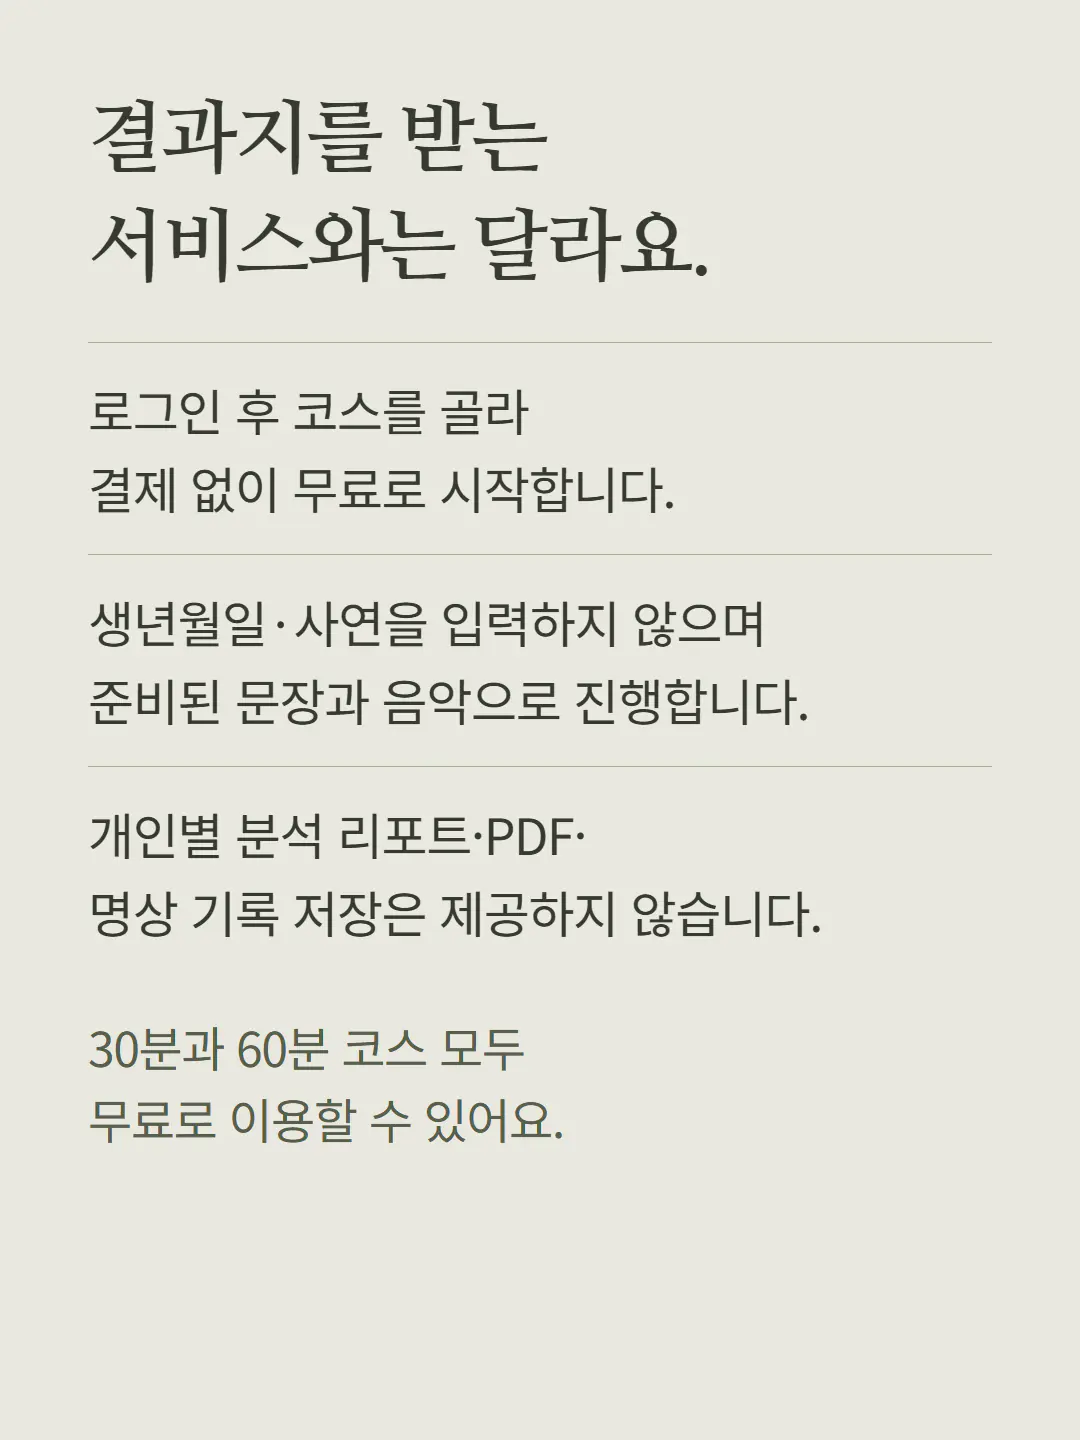 결과지를 받는
서비스와는 달라요.
로그인 후 코스를 골라
결제 없이 무료로 시작합니다.
생년월일·사연을 입력하지 않으며
준비된 문장과 음악으로 진행합니다.
개인별 분석 리포트·PDF·
명상 기록 저장은 제공하지 않습니다.
30분과 60분 코스 모두
무료로 이용할 수 있어요.